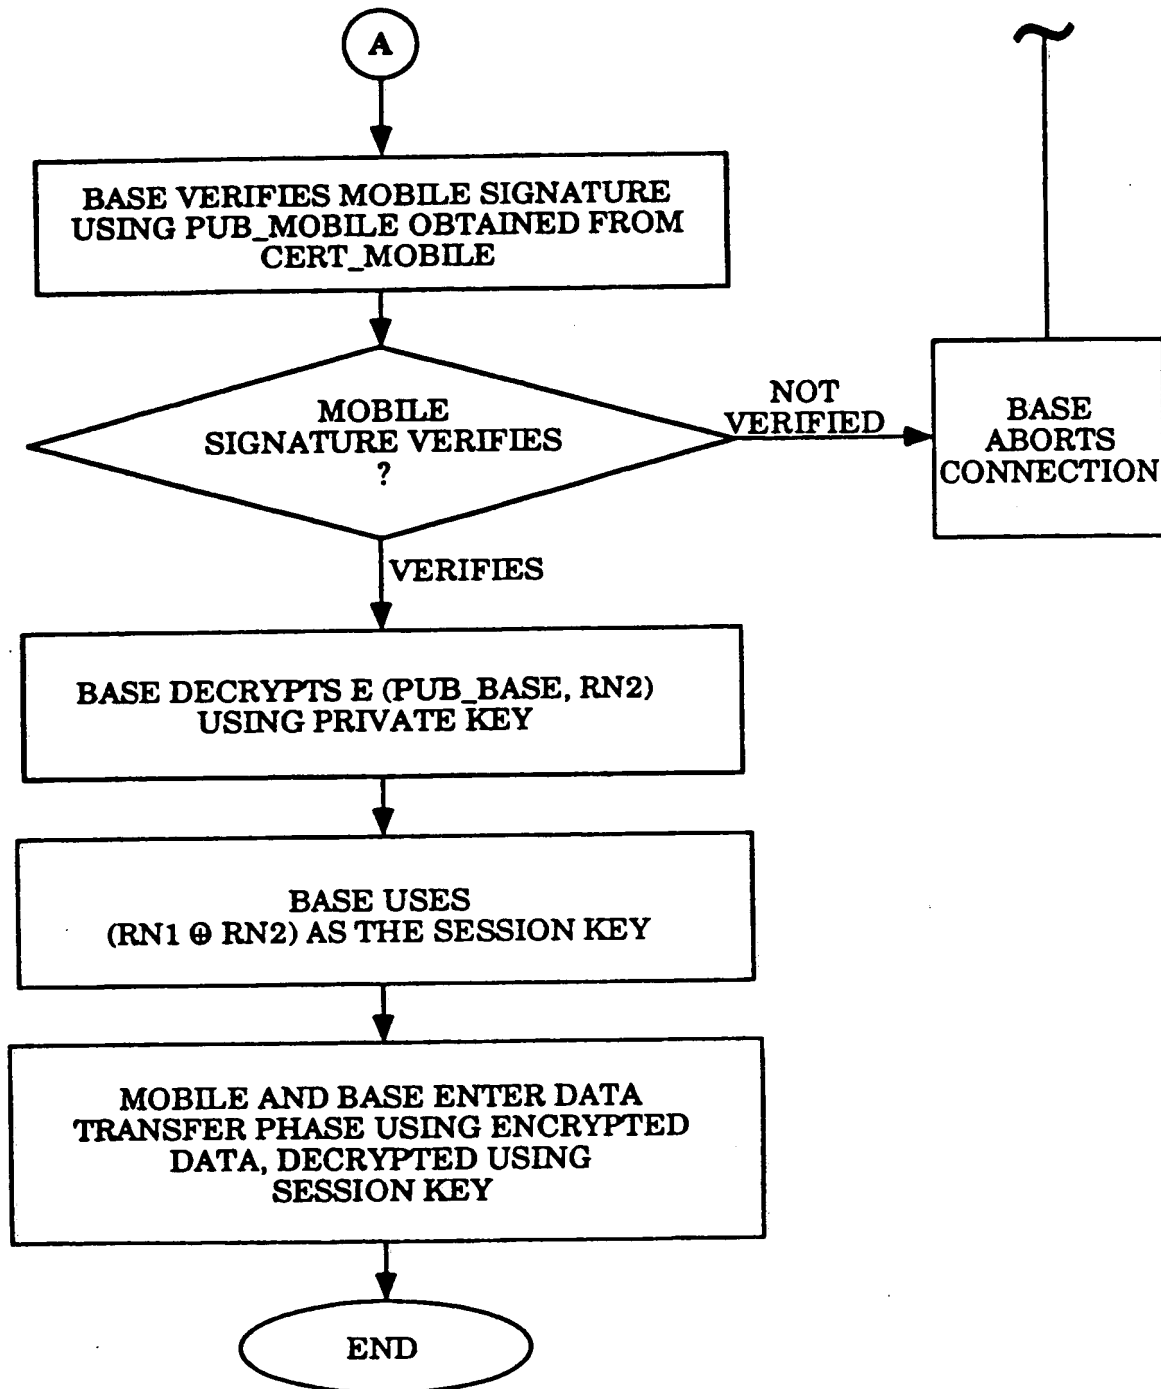 A
BASE VERIFIES MOBILE SIGNATURE
USING PUB_MOBILE OBTAINED FROM
CERT_MOBILE
MOBILE
SIGNATURE VERIFIES
?
NOT
VERIFIED
BASE
ABORTS
CONNECTION
VERIFIES
BASE DECRYPTS E (PUB_BASE, RN2)
USING PRIVATE KEY
BASE USES
(RN1 ⊕ RN2) AS THE SESSION KEY
MOBILE AND BASE ENTER DATA
TRANSFER PHASE USING ENCRYPTED
DATA, DECRYPTED USING
SESSION KEY
END